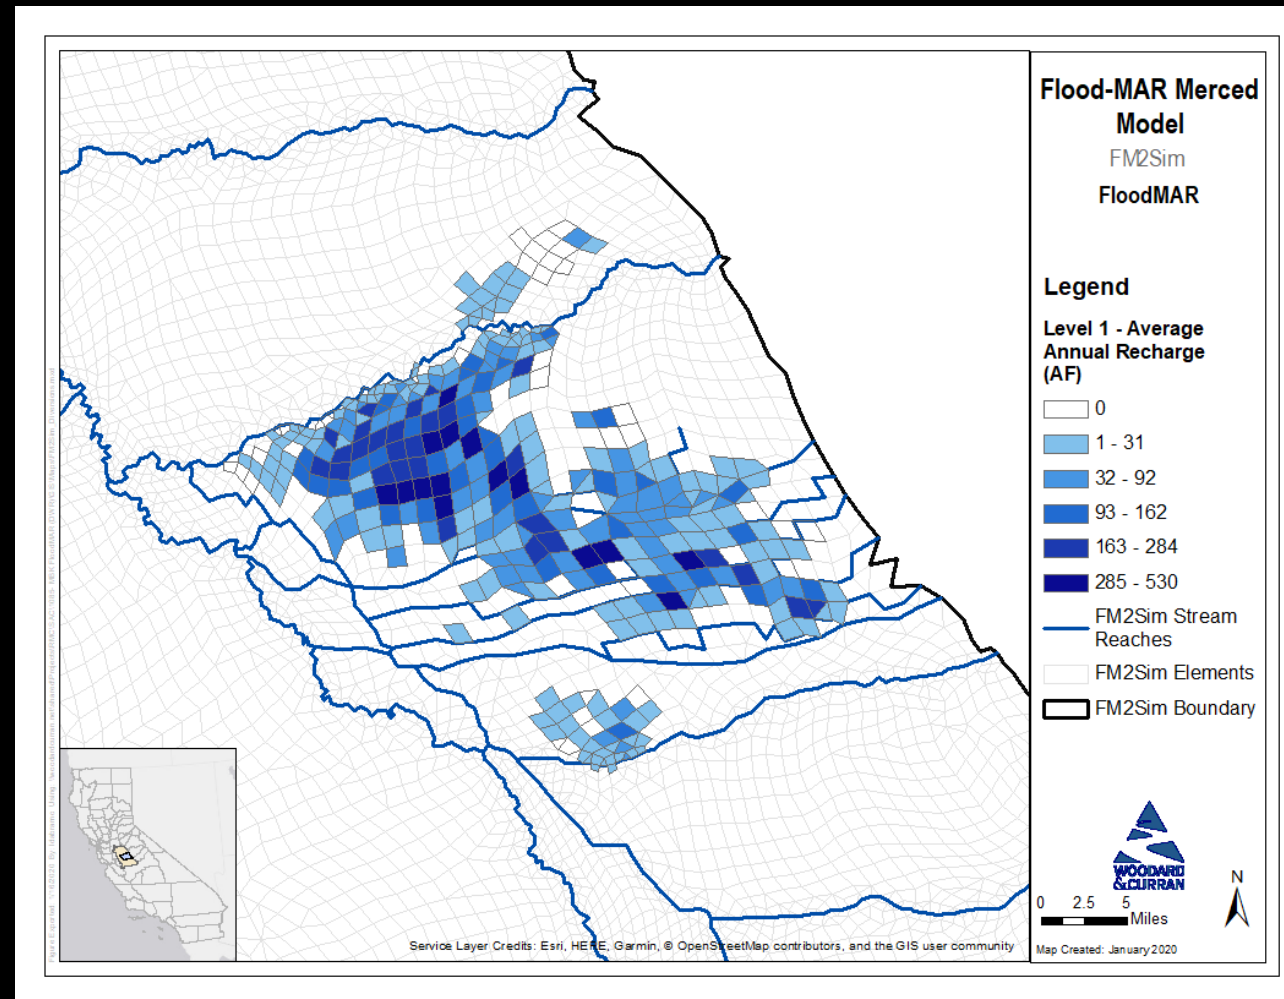 Flood-MAR Merced
Model
FM2Sim
FloodMAR
Legend
Level 1 - Average
Annual Recharge
(AF)
0
1 - 31
32 - 92
93 - 162
163 - 284
285 - 530
FM2Sim Stream
Reaches
FM2Sim Elements
FM2Sim Boundary
WOODARD
&CURRAN
N
0 2.5 5
Miles
Map Created: January 2020
Service Layer Credits: Esri, HERE, Garmin, © OpenStreetMap contributors, and the GIS user community
Figure Exported